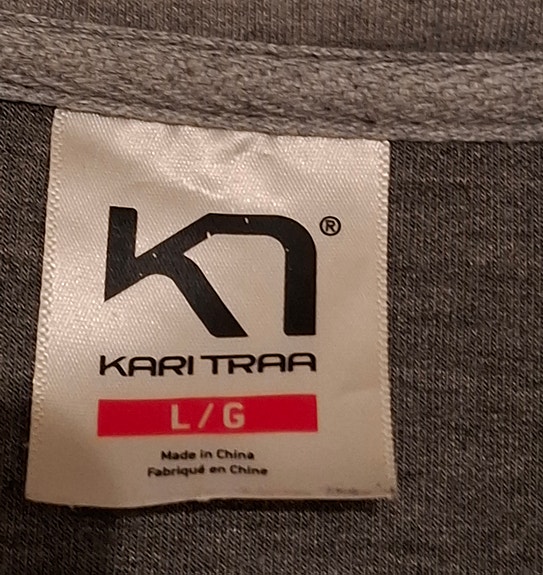 ®
KARI TRAA
L/G
Made in China
Fabriqué en Chine